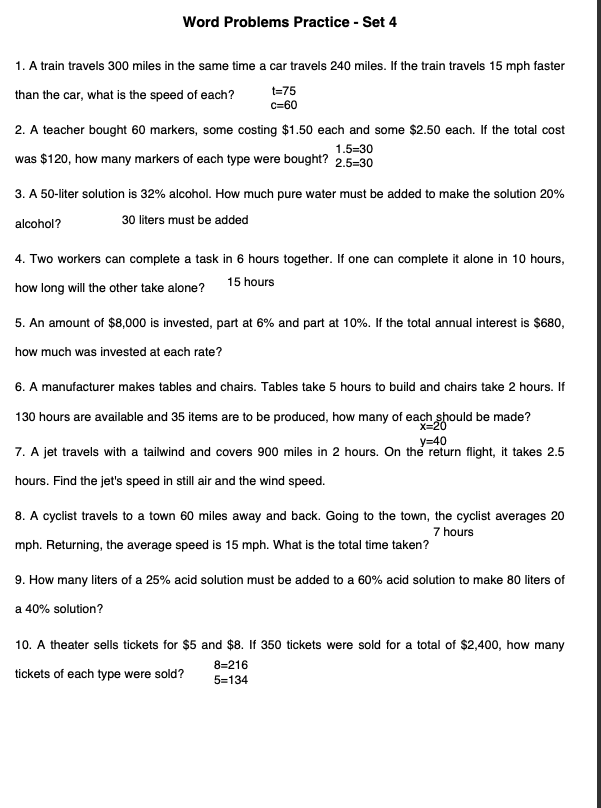 Word Problems Practice - Set 4
1. A train travels 300 miles in the same time a car travels 240 miles. If the train travels 15 mph faster
than the car, what is the speed of each?
t=75
c=60
2. A teacher bought 60 markers, some costing $1.50 each and some $2.50 each. If the total cost
was $120, how many markers of each type were bought?
1.5=30
2.5=30
3. A 50-liter solution is 32% alcohol. How much pure water must be added to make the solution 20%
alcohol?
30 liters must be added
4. Two workers can complete a task in 6 hours together. If one can complete it alone in 10 hours,
how long will the other take alone?
15 hours
5. An amount of $8,000 is invested, part at 6% and part at 10%. If the total annual interest is $680,
how much was invested at each rate?
6. A manufacturer makes tables and chairs. Tables take 5 hours to build and chairs take 2 hours. If
130 hours are available and 35 items are to be produced, how many of each should be made?
x=20
y=40
7. A jet travels with a tailwind and covers 900 miles in 2 hours. On the return flight, it takes 2.5
hours. Find the jet's speed in still air and the wind speed.
8. A cyclist travels to a town 60 miles away and back. Going to the town, the cyclist averages 20
mph. Returning, the average speed is 15 mph. What is the total time taken?
7 hours
9. How many liters of a 25% acid solution must be added to a 60% acid solution to make 80 liters of
a 40% solution?
10. A theater sells tickets for $5 and $8. If 350 tickets were sold for a total of $2,400, how many
tickets of each type were sold?
8=216
5=134